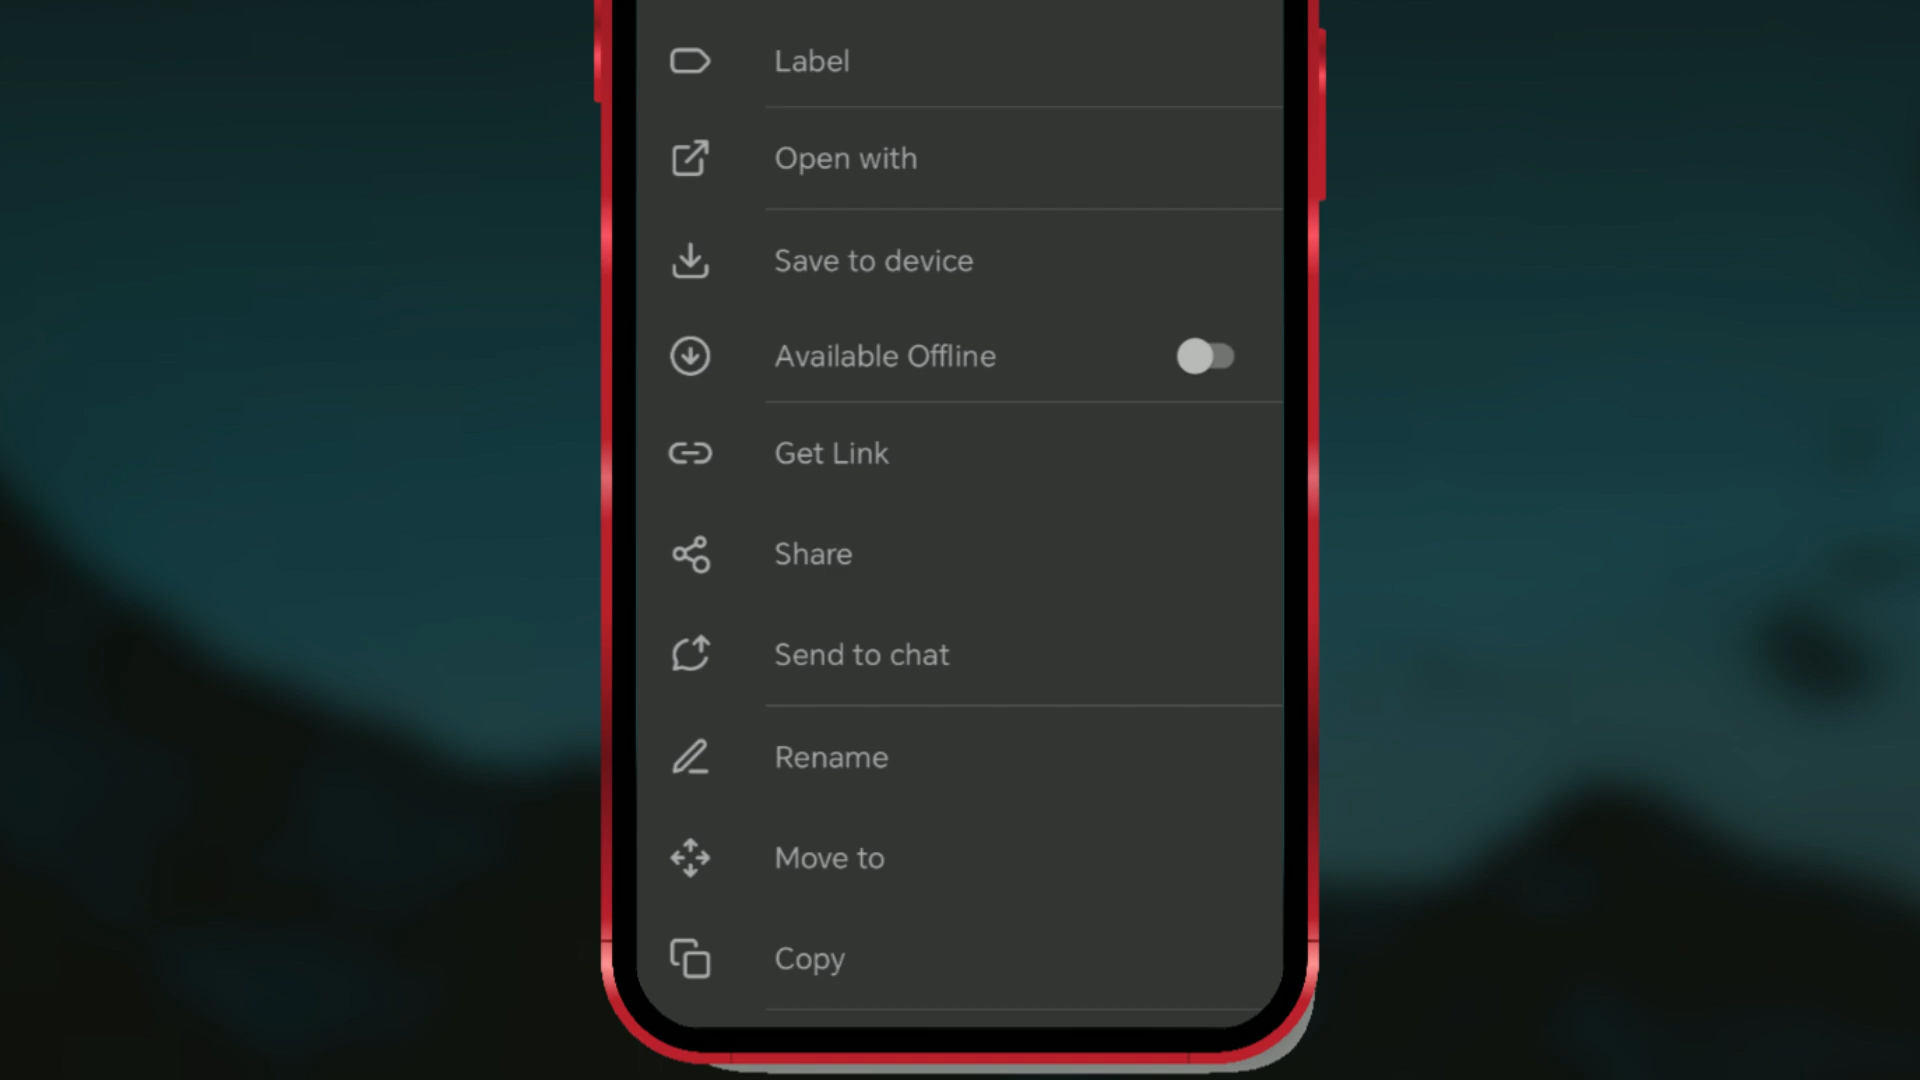 Label
Open with
Save to device
Available Offline
Get Link
Share
Send to chat
Rename
Move to
Copy